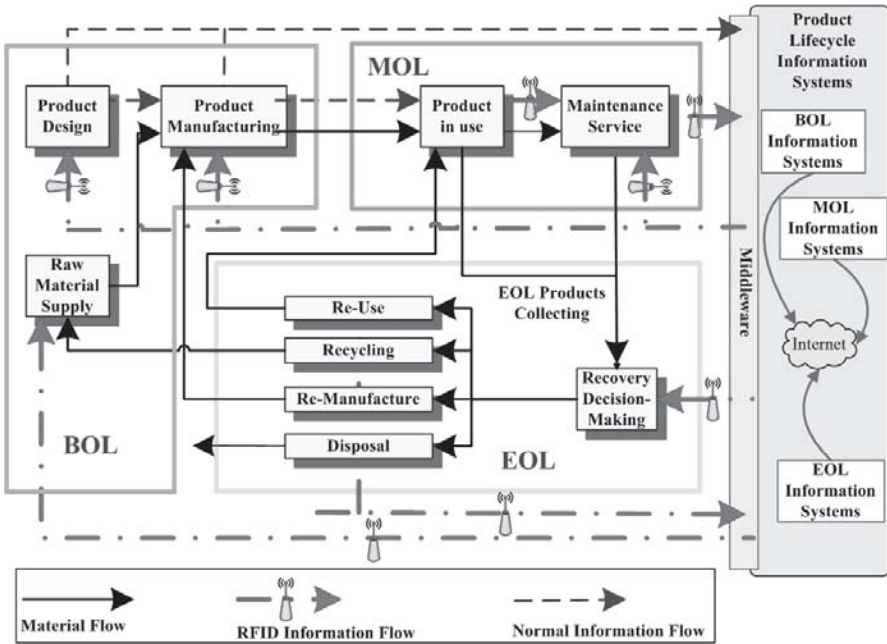 Product
Lifecycle
Information
Systems
MOL
Product
Design
Product
Manufacturing
Product
in use
Maintenance
Service
BOL
Information
Systems
MOL
Information
Systems
Raw
Material
Supply
Middleware
EOL Products
Collecting
Re-Use
Recycling
Re-Manufacture
Disposal
Recovery
Decision-
Making
Internet
BOL
EOL
EOL
Information
Systems
Material Flow
RFID Information Flow
Normal Information Flow